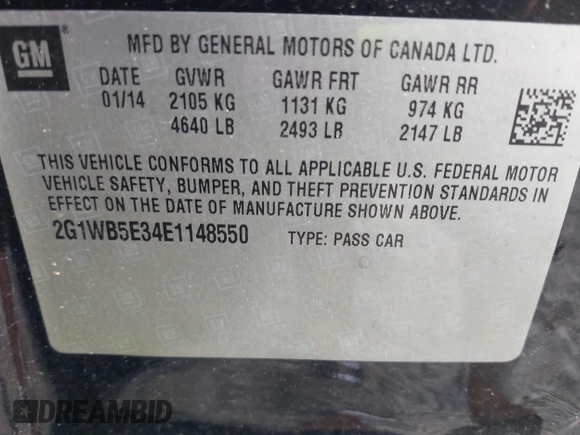 GM ®
MFD BY GENERAL MOTORS OF CANADA LTD.
DATE GVWR GAWR FRT GAWR RR
01/14 2105 KG 1131 KG 974 KG
4640 LB 2493 LB 2147 LB
THIS VEHICLE CONFORMS TO ALL APPLICABLE U.S. FEDERAL MOTOR
VEHICLE SAFETY, BUMPER, AND THEFT PREVENTION STANDARDS IN
EFFECT ON THE DATE OF MANUFACTURE SHOWN ABOVE.
2G1WB5E34E1148550 TYPE: PASS CAR
DREAMBID